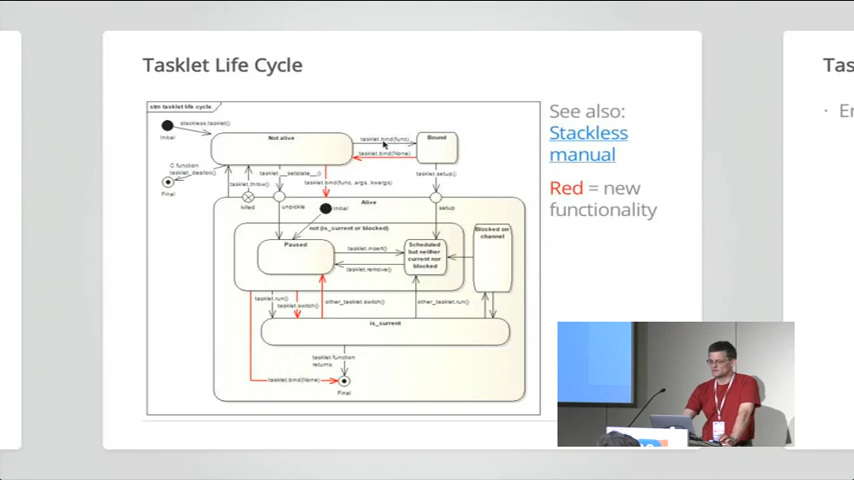 Tasklet Life Cycle
stm tasklet life cycle
stackless.tasklet()
Initial
Not alive
tasklet.bind(func)
tasklet.bind(None)
Bound
C function
tasklet_dealloc()
Final
tasklet.throw()
tasklet.__setstate__()
tasklet.bind(func, args, kwargs)
tasklet.setup()
killed
unpickle
Initial
Alive
setup
not (is_current or blocked)
Paused
tasklet.insert()
tasklet.remove()
Scheduled
but neither
current nor
blocked
Blocked on
channel
tasklet.run()
tasklet.switch()
other_tasklet.switch()
other_tasklet.run()
is_current
tasklet function
returns
tasklet.bind(None)
Final
See also:
Stackless
manual
Red = new
functionality
Tas
· Er